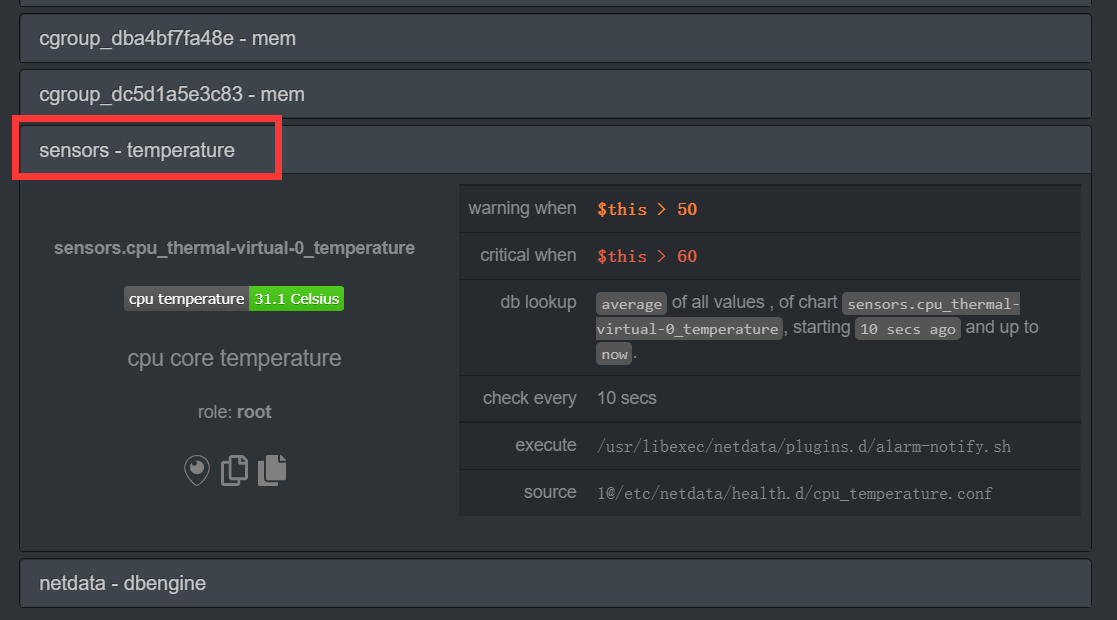 cgroup_dba4bf7fa48e - mem
cgroup_dc5d1a5e3c83 - mem
sensors - temperature
sensors.cpu_thermal-virtual-0_temperature
cpu temperature 31.1 Celsius
cpu core temperature
role: root
warning when $this > 50
critical when $this > 60
db lookup average of all values , of chart sensors.cpu_thermal-
virtual-0_temperature , starting 10 secs ago and up to
now .
check every 10 secs
execute /usr/libexec/netdata/plugins.d/alarm-notify.sh
source 1@/etc/netdata/health.d/cpu_temperature.conf
netdata - dbengine